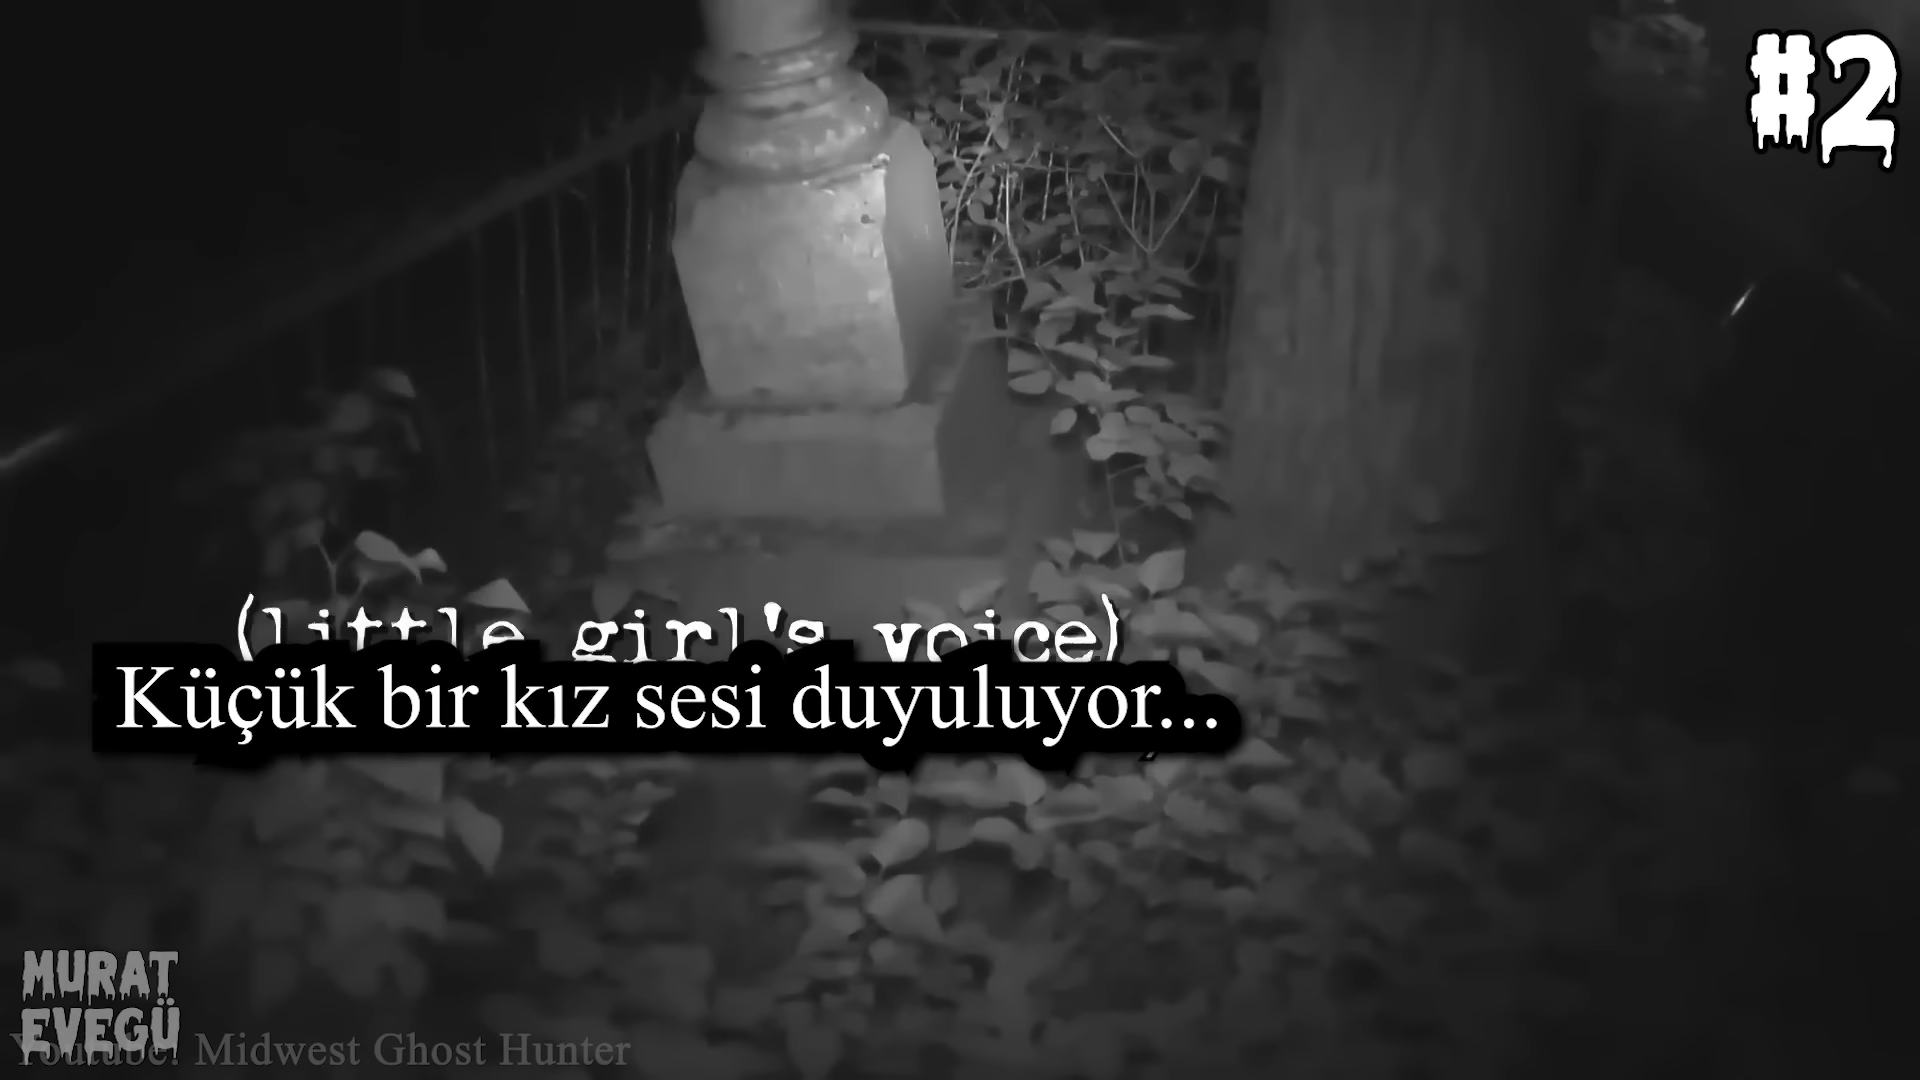 #2
(little girl's voice)
Küçük bir kız sesi duyuluyor...
MURAT
EVEGÜ
Youtube: Midwest Ghost Hunter